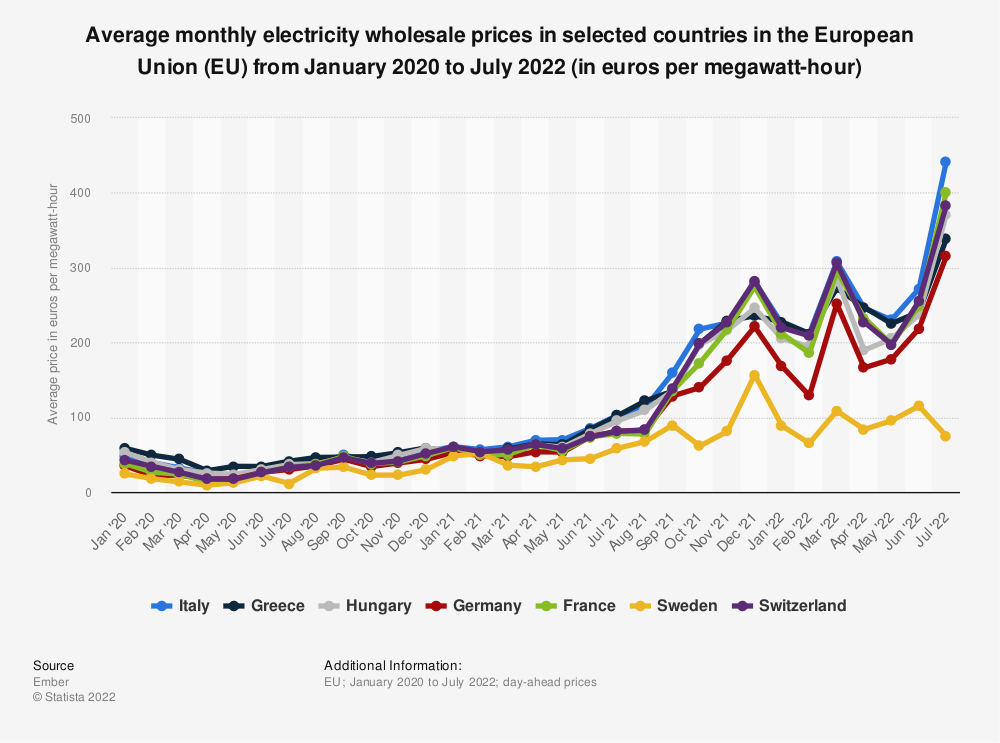 Average monthly electricity wholesale prices in selected countries in the European
Union (EU) from January 2020 to July 2022 (in euros per megawatt-hour)
Average price in euros per megawatt-hour
500
400
300
200
100
0
Jan '20 Feb '20 Mar '20 Apr '20 May '20 Jun '20 Jul '20 Aug '20 Sep '20 Oct '20 Nov '20 Dec '20 Jan '21 Feb '21 Mar '21 Apr '21 May '21 Jun '21 Jul '21 Aug '21 Sep '21 Oct '21 Nov '21 Dec '21 Jan '22 Feb '22 Mar '22 Apr '22 May '22 Jun '22 Jul '22
Italy Greece Hungary Germany France Sweden Switzerland
Source
Ember
© Statista 2022
Additional Information:
EU; January 2020 to July 2022; day-ahead prices